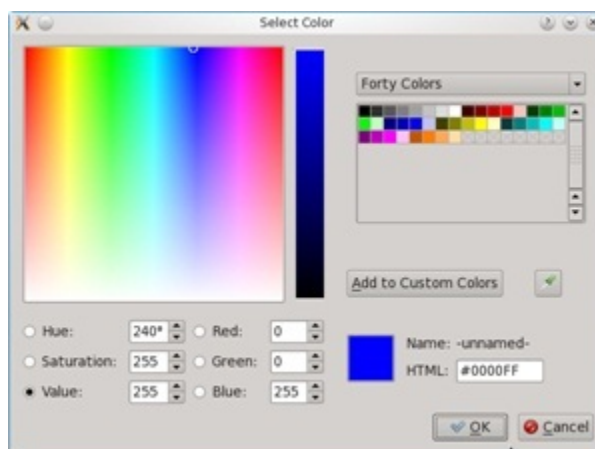 Select Color
Forty Colors
Add to Custom Colors
Hue: 240° Red: 0
Saturation: 255 Green: 0
Value: 255 Blue: 255
Name: -unnamed-
HTML: #0000FF
OK Cancel